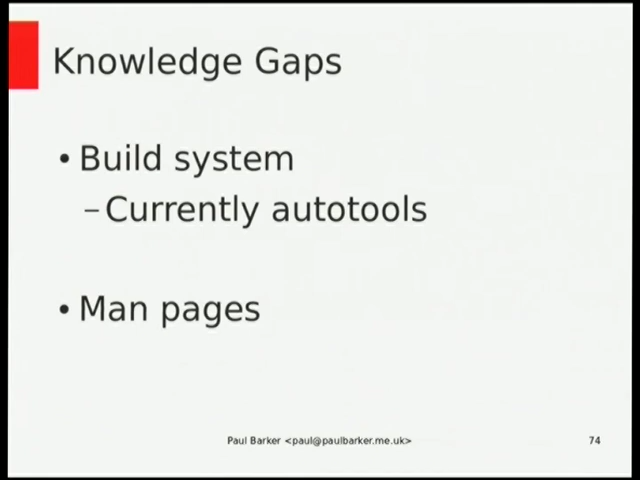 Knowledge Gaps
• Build system
–Currently autotools
• Man pages
Paul Barker <paul@paulbarker.me.uk>
74